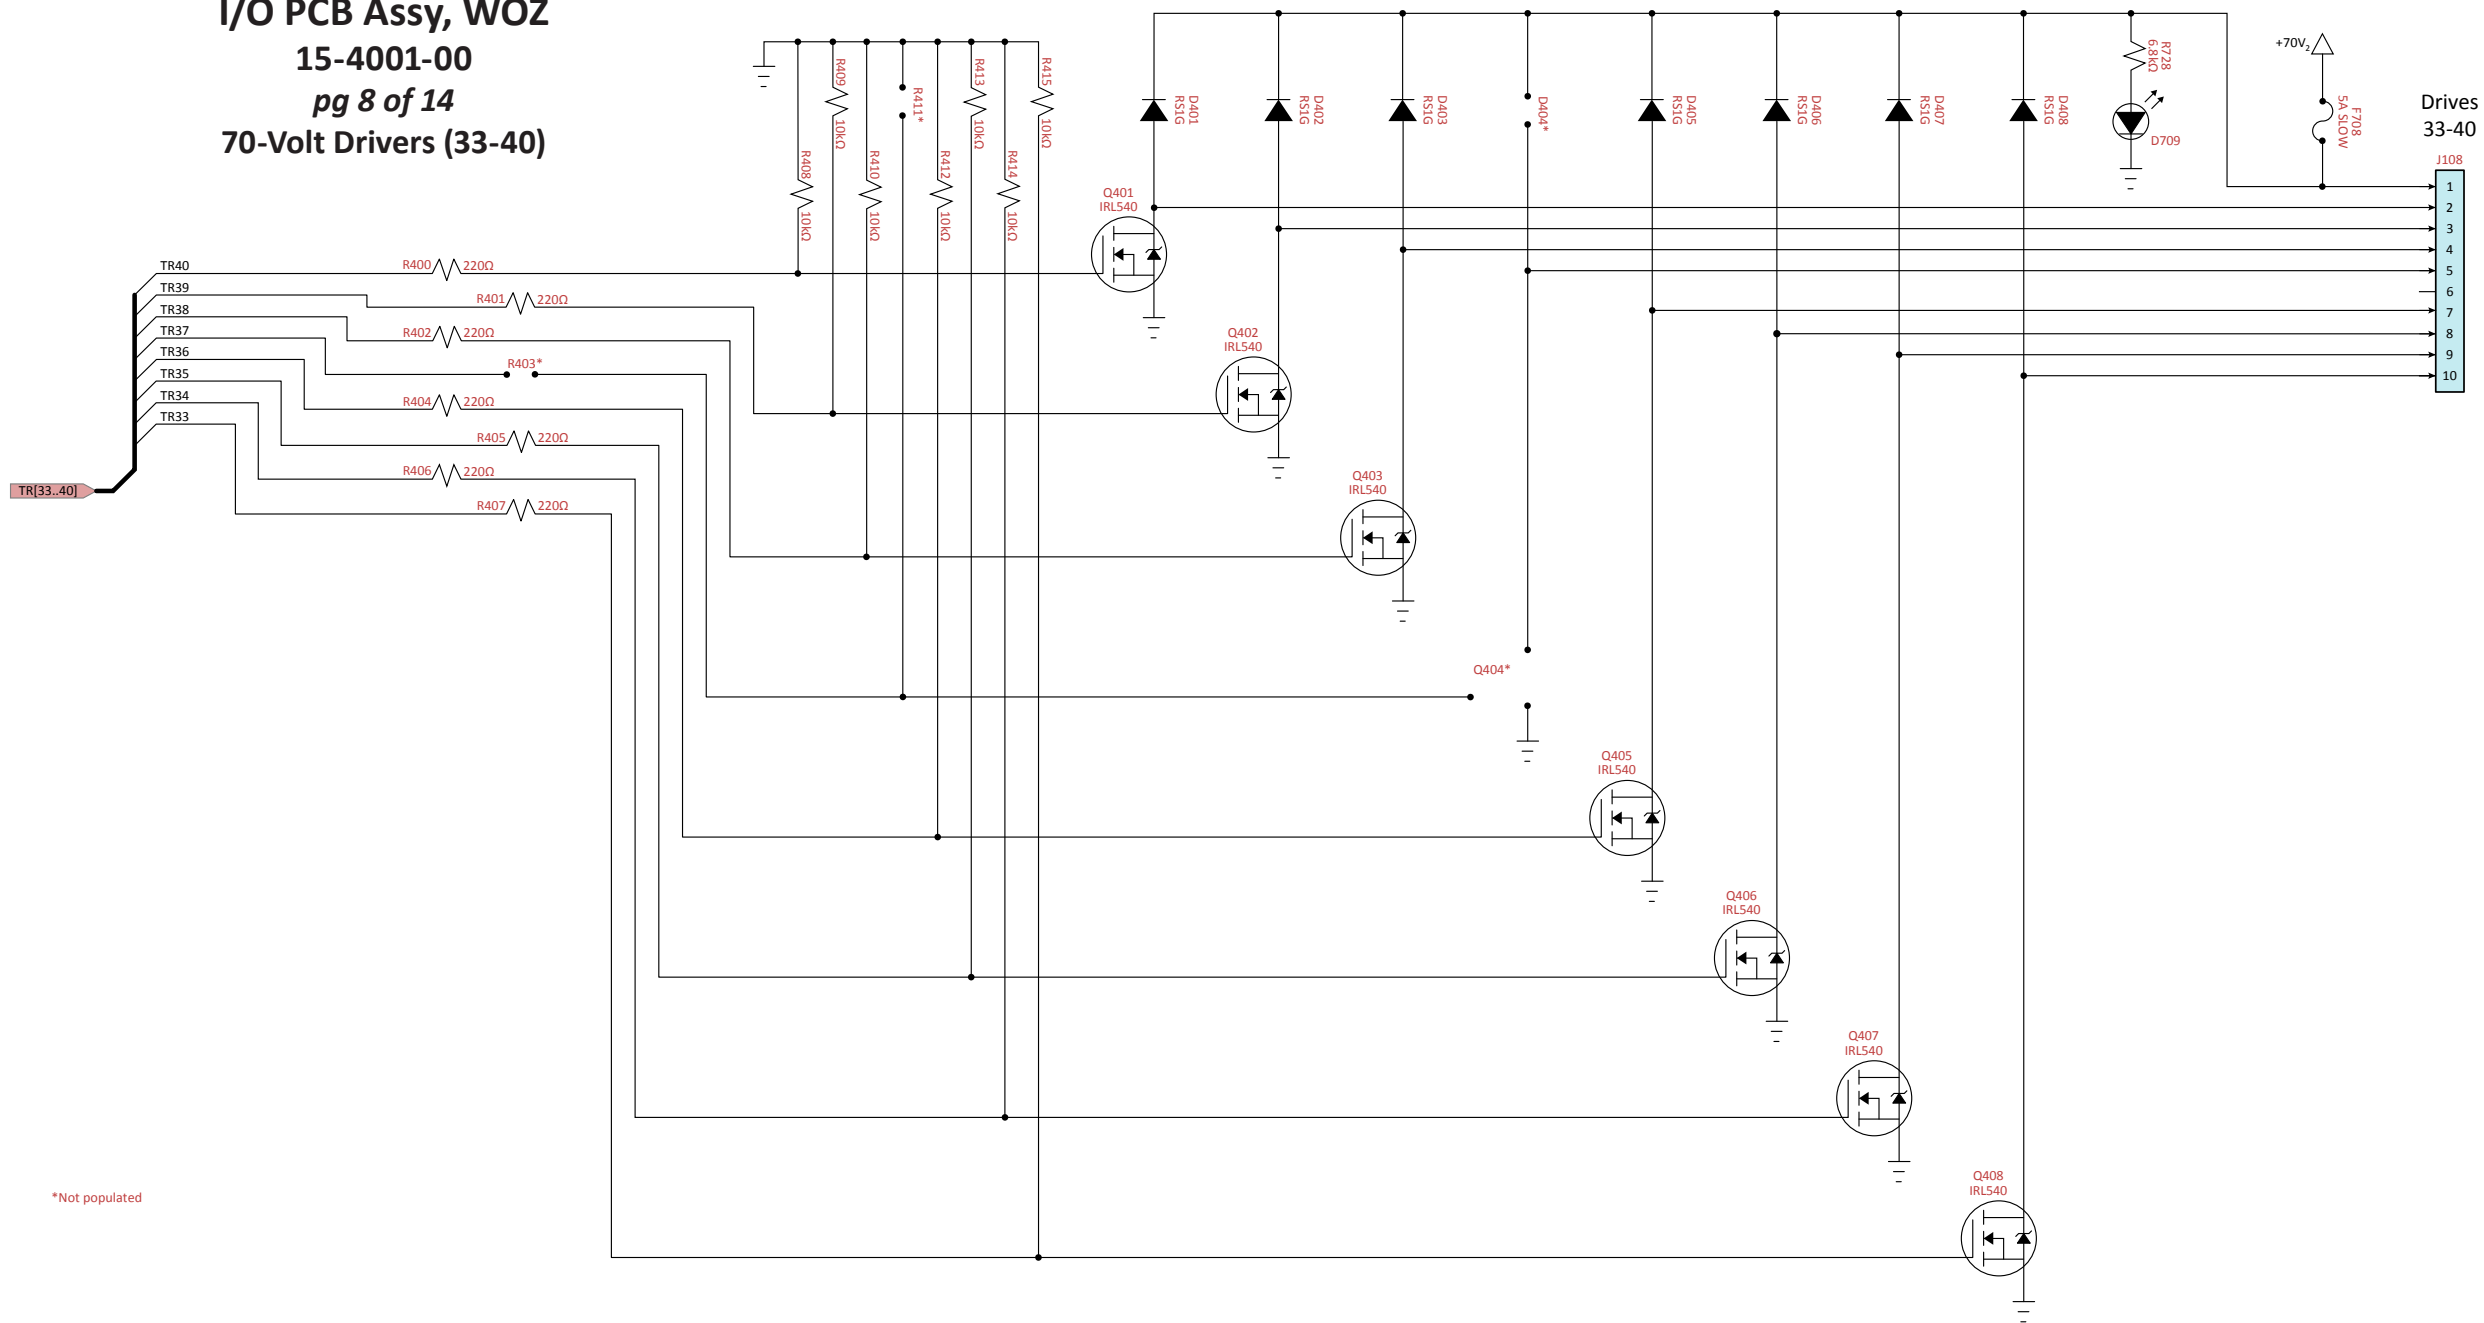 I/O PCB Assy, WOZ
15-4001-00
pg 8 of 14
70-Volt Drivers (33-40)
R408
10kΩ
R409
10kΩ
R410
10kΩ
R411*
R412
10kΩ
R413
10kΩ
R414
10kΩ
R415
10kΩ
D401
RS1G
D402
RS1G
D403
RS1G
D404*
D405
RS1G
D406
RS1G
D407
RS1G
D408
RS1G
R728
6.8kΩ
D709
+70V₂
F708
5A SLOW
Drives
33-40
J108
1
2
3
4
5
6
7
8
9
10
TR40
R400 220Ω
TR39
R401 220Ω
TR38
R402 220Ω
TR37
R403*
TR36
R404 220Ω
TR35
R405 220Ω
TR34
R406 220Ω
TR33
R407 220Ω
TR[33..40]
Q401
IRL540
Q402
IRL540
Q403
IRL540
Q404*
Q405
IRL540
Q406
IRL540
Q407
IRL540
Q408
IRL540
*Not populated